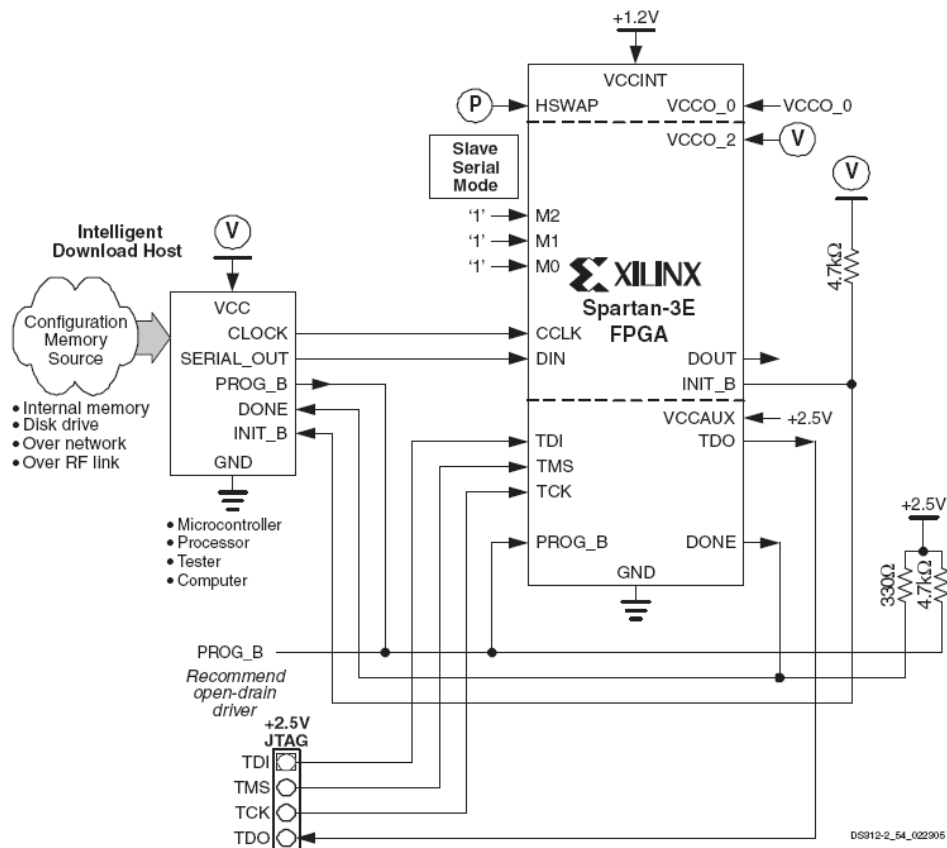 +1.2V
VCCINT
P
HSWAP
VCCO_0
VCCO_0
VCCO_2
V
Slave
Serial
Mode
V
‘1’
M2
‘1’
M1
‘1’
M0
4.7kΩ
XILINX
Spartan-3E
FPGA
Intelligent
Download Host
V
Configuration
Memory
Source
VCC
CLOCK
CCLK
SERIAL_OUT
DIN
DOUT
PROG_B
INIT_B
DONE
INIT_B
GND
• Internal memory
• Disk drive
• Over network
• Over RF link
VCCAUX
+2.5V
TDI
TDO
TMS
TCK
• Microcontroller
• Processor
• Tester
• Computer
PROG_B
DONE
GND
+2.5V
330Ω
4.7kΩ
PROG_B
Recommend
open-drain
driver
+2.5V
JTAG
TDI
TMS
TCK
TDO
DS312-2_54_022305